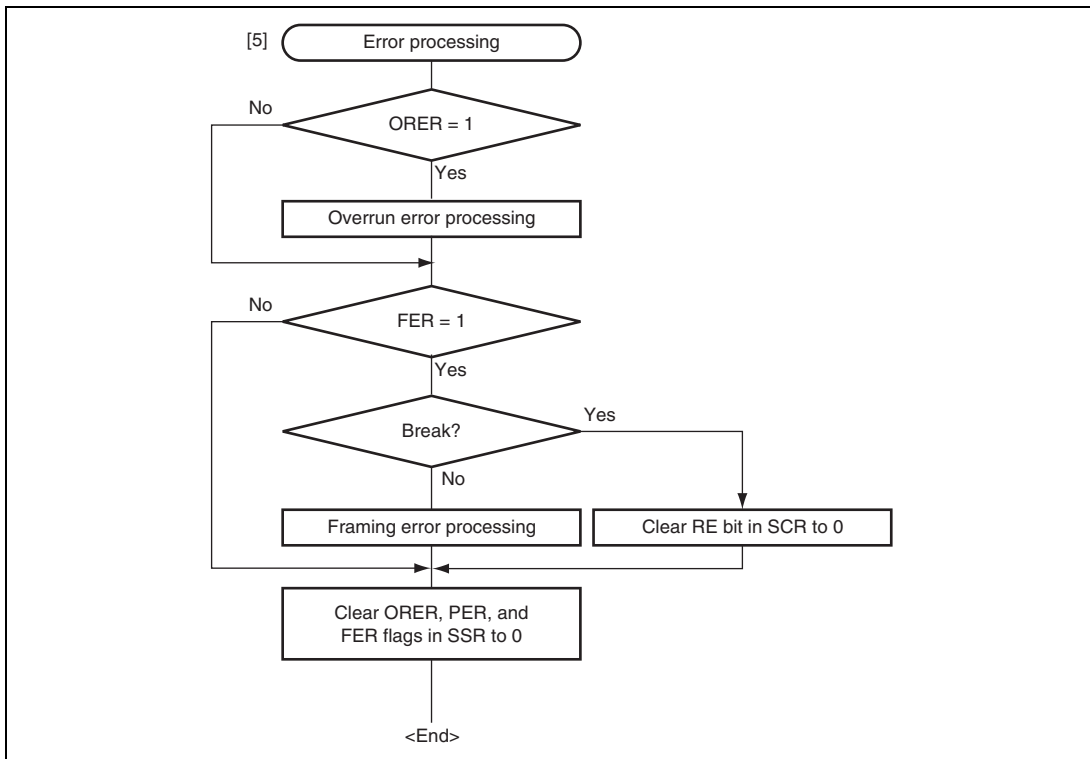 [5] Error processing
No
ORER = 1
Yes
Overrun error processing
No
FER = 1
Yes
Yes
Break?
No
Framing error processing
Clear RE bit in SCR to 0
Clear ORER, PER, and
FER flags in SSR to 0
<End>